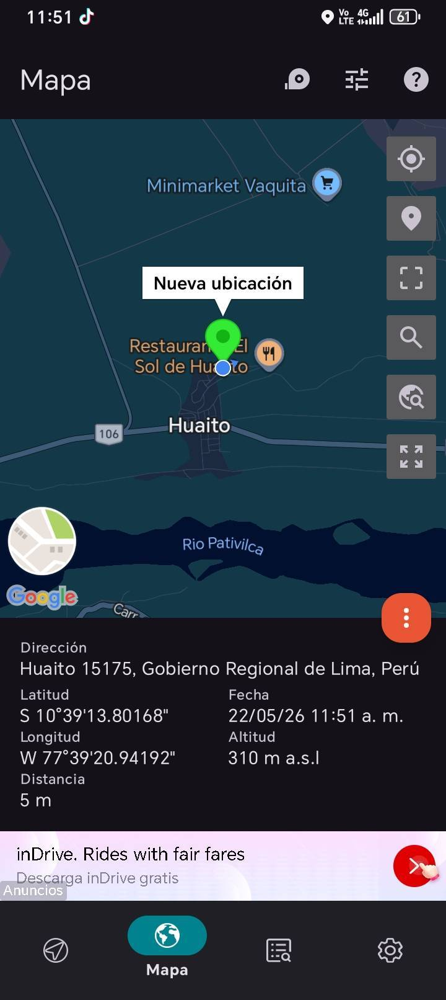 11:51
Vo LTE 4G 61
Mapa
Minimarket Vaquita
Nueva ubicación
Restaurant El
Sol de Huaito
106
Huaito
Rio Pativilca
Google
Carr
Dirección
Huaito 15175, Gobierno Regional de Lima, Perú
Latitud
S 10°39'13.80168"
Fecha
22/05/26 11:51 a. m.
Longitud
W 77°39'20.94192"
Altitud
310 m a.s.l
Distancia
5 m
inDrive. Rides with fair fares
Descarga inDrive gratis
Anuncios
Mapa